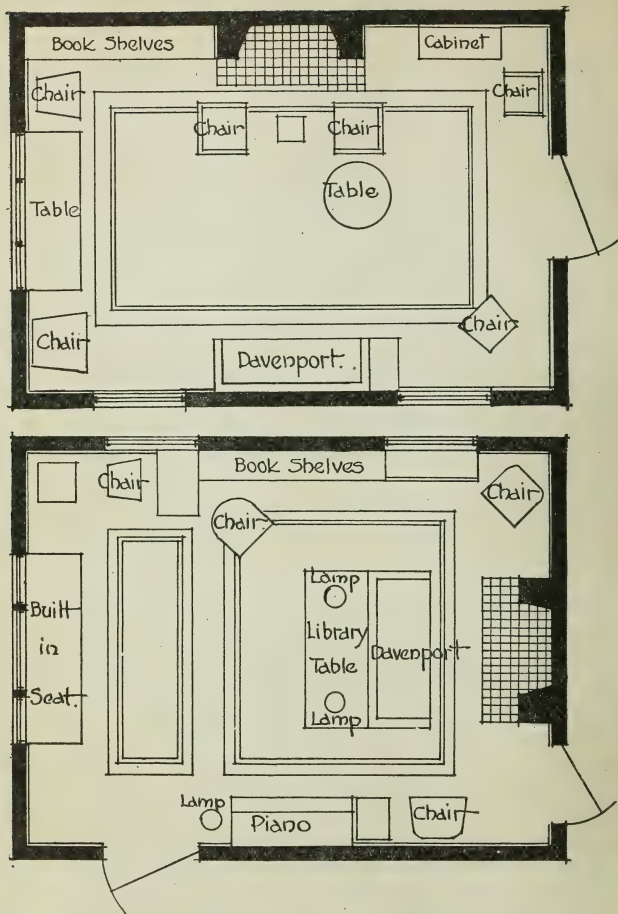 Book Shelves
Cabinet
Chair
Chair
Chair
Chair
Table
Table
Chair
Chair
Davenport..
Book Shelves
Chair
Chair
Chair
Lamp
Built
in
Seat.
Library
Table
Davenport
Lamp
Lamp
Piano
Chair